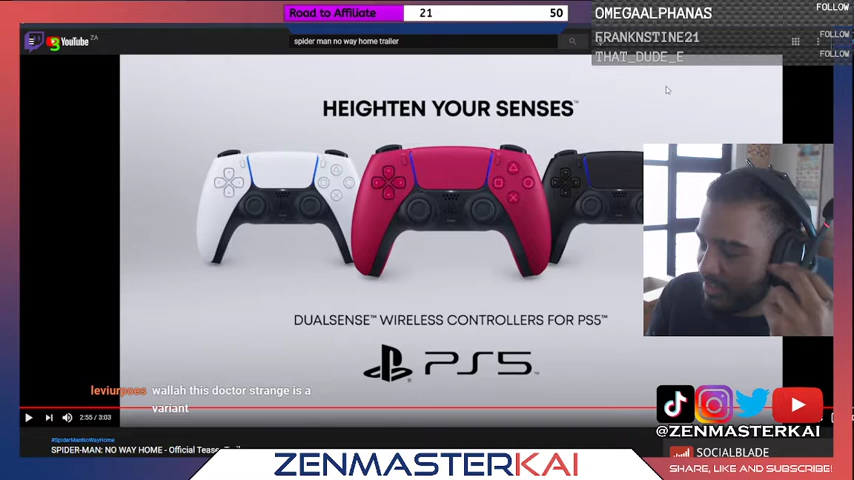 Road to Affiliate 21 50
OMEGAALPHANAS FOLLOW
FRANKNSTINE21 FOLLOW
THAT_DUDE_E FOLLOW
YouTube ZA
spider man no way home trailer
HEIGHTEN YOUR SENSES™
DUALSENSE™ WIRELESS CONTROLLERS FOR PS5™
PS5™
leviurpoes wallah this doctor strange is a
variant
2:55 / 3:03
@ZENMASTERKAI
#SpiderManNoWayHome
SPIDER-MAN: NO WAY HOME - Official Teaser Trailer
ZENMASTERKAI
SOCIALBLADE
SHARE, LIKE AND SUBSCRIBE!